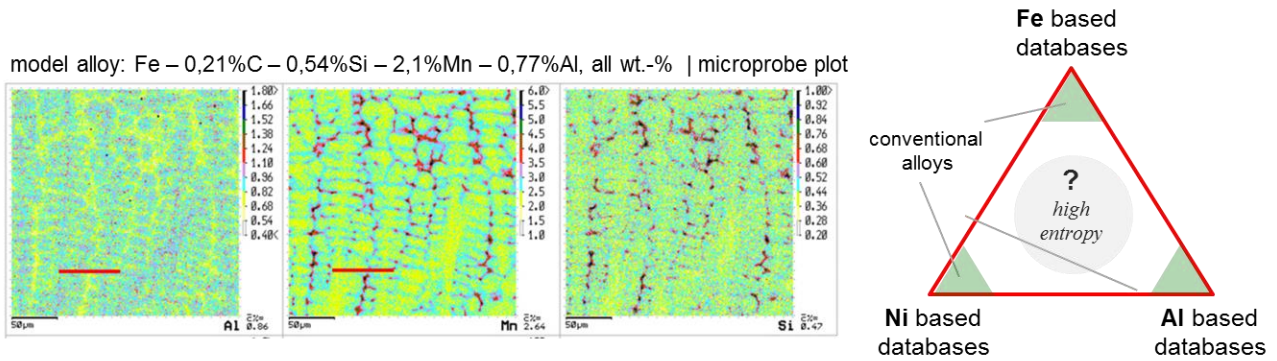 model alloy: Fe – 0,21%C – 0,54%Si – 2,1%Mn – 0,77%Al, all wt.-% | microprobe plot
1.80
1.66
1.52
1.38
1.24
1.10
0.96
0.82
0.68
0.54
0.40
50μm
Al
0.86
6.0
5.5
5.0
4.5
4.0
3.5
3.0
2.5
2.0
1.5
1.0
50μm
Mn
2.64
1.00
0.92
0.84
0.76
0.68
0.60
0.52
0.44
0.36
0.28
0.20
50μm
Si
0.47
Fe based
databases
conventional
alloys
?
high
entropy
Ni based
databases
Al based
databases